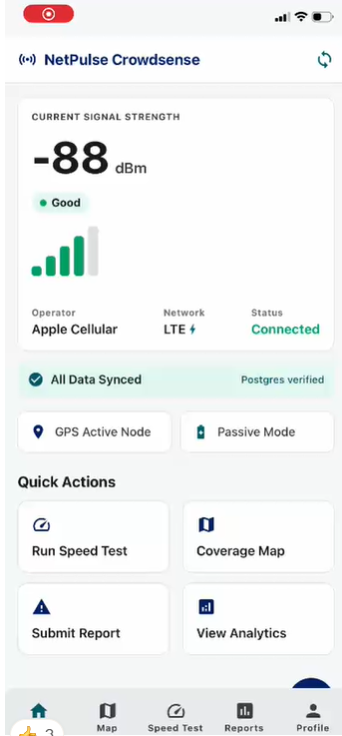 NetPulse Crowdsense
CURRENT SIGNAL STRENGTH
-88 dBm
Good
Operator Network Status
Apple Cellular LTE Connected
All Data Synced Postgres verified
GPS Active Node Passive Mode
Quick Actions
Run Speed Test Coverage Map
Submit Report View Analytics
Map Speed Test Reports Profile
3